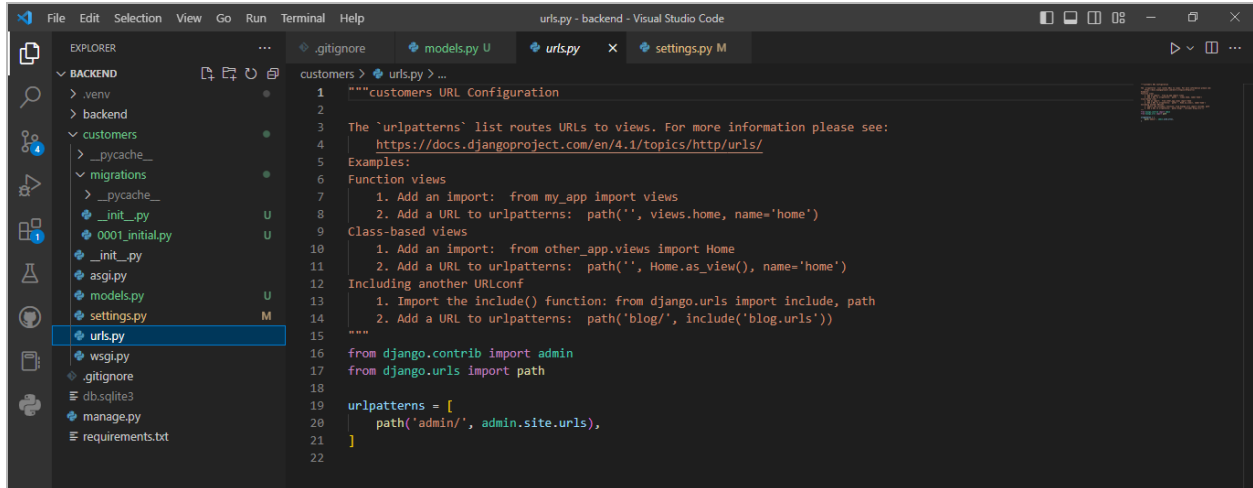 File Edit Selection View Go Run Terminal Help
urls.py - backend - Visual Studio Code
EXPLORER
BACKEND
.venv
backend
customers
__pycache__
migrations
__pycache__
__init__.py U
0001_initial.py U
__init__.py
asgi.py
models.py U
settings.py M
urls.py
wsgi.py
.gitignore
db.sqlite3
manage.py
requirements.txt
4
1
.gitignore
models.py U
urls.py
settings.py M
customers > urls.py > ...
1 """customers URL Configuration
2
3 The `urlpatterns` list routes URLs to views. For more information please see:
4     https://docs.djangoproject.com/en/4.1/topics/http/urls/
5 Examples:
6 Function views
7     1. Add an import:  from my_app import views
8     2. Add a URL to urlpatterns:  path('', views.home, name='home')
9 Class-based views
10     1. Add an import:  from other_app.views import Home
11     2. Add a URL to urlpatterns:  path('', Home.as_view(), name='home')
12 Including another URLconf
13     1. Import the include() function: from django.urls import include, path
14     2. Add a URL to urlpatterns:  path('blog/', include('blog.urls'))
15 """
16 from django.contrib import admin
17 from django.urls import path
18
19 urlpatterns = [
20     path('admin/', admin.site.urls),
21 ]
22